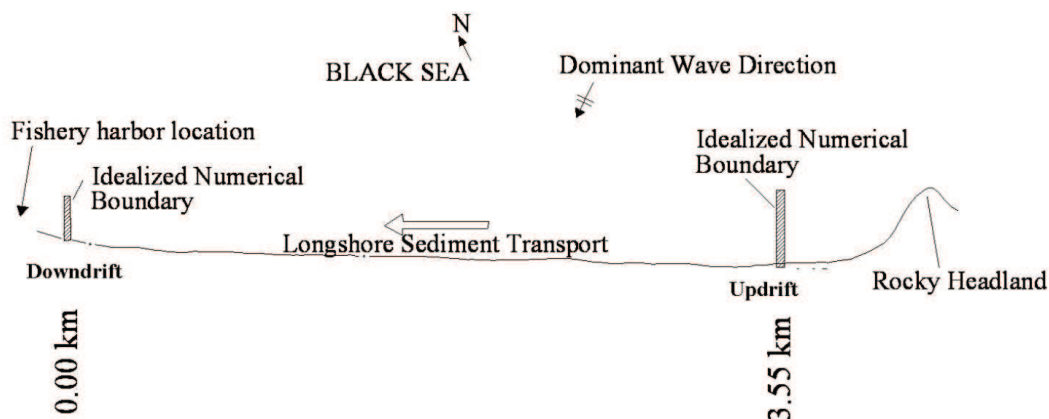 N
BLACK SEA
Dominant Wave Direction
Fishery harbor location
Idealized Numerical
Boundary
Idealized Numerical
Boundary
Longshore Sediment Transport
Downdrift
Updrift
Rocky Headland
0.00 km
3.55 km